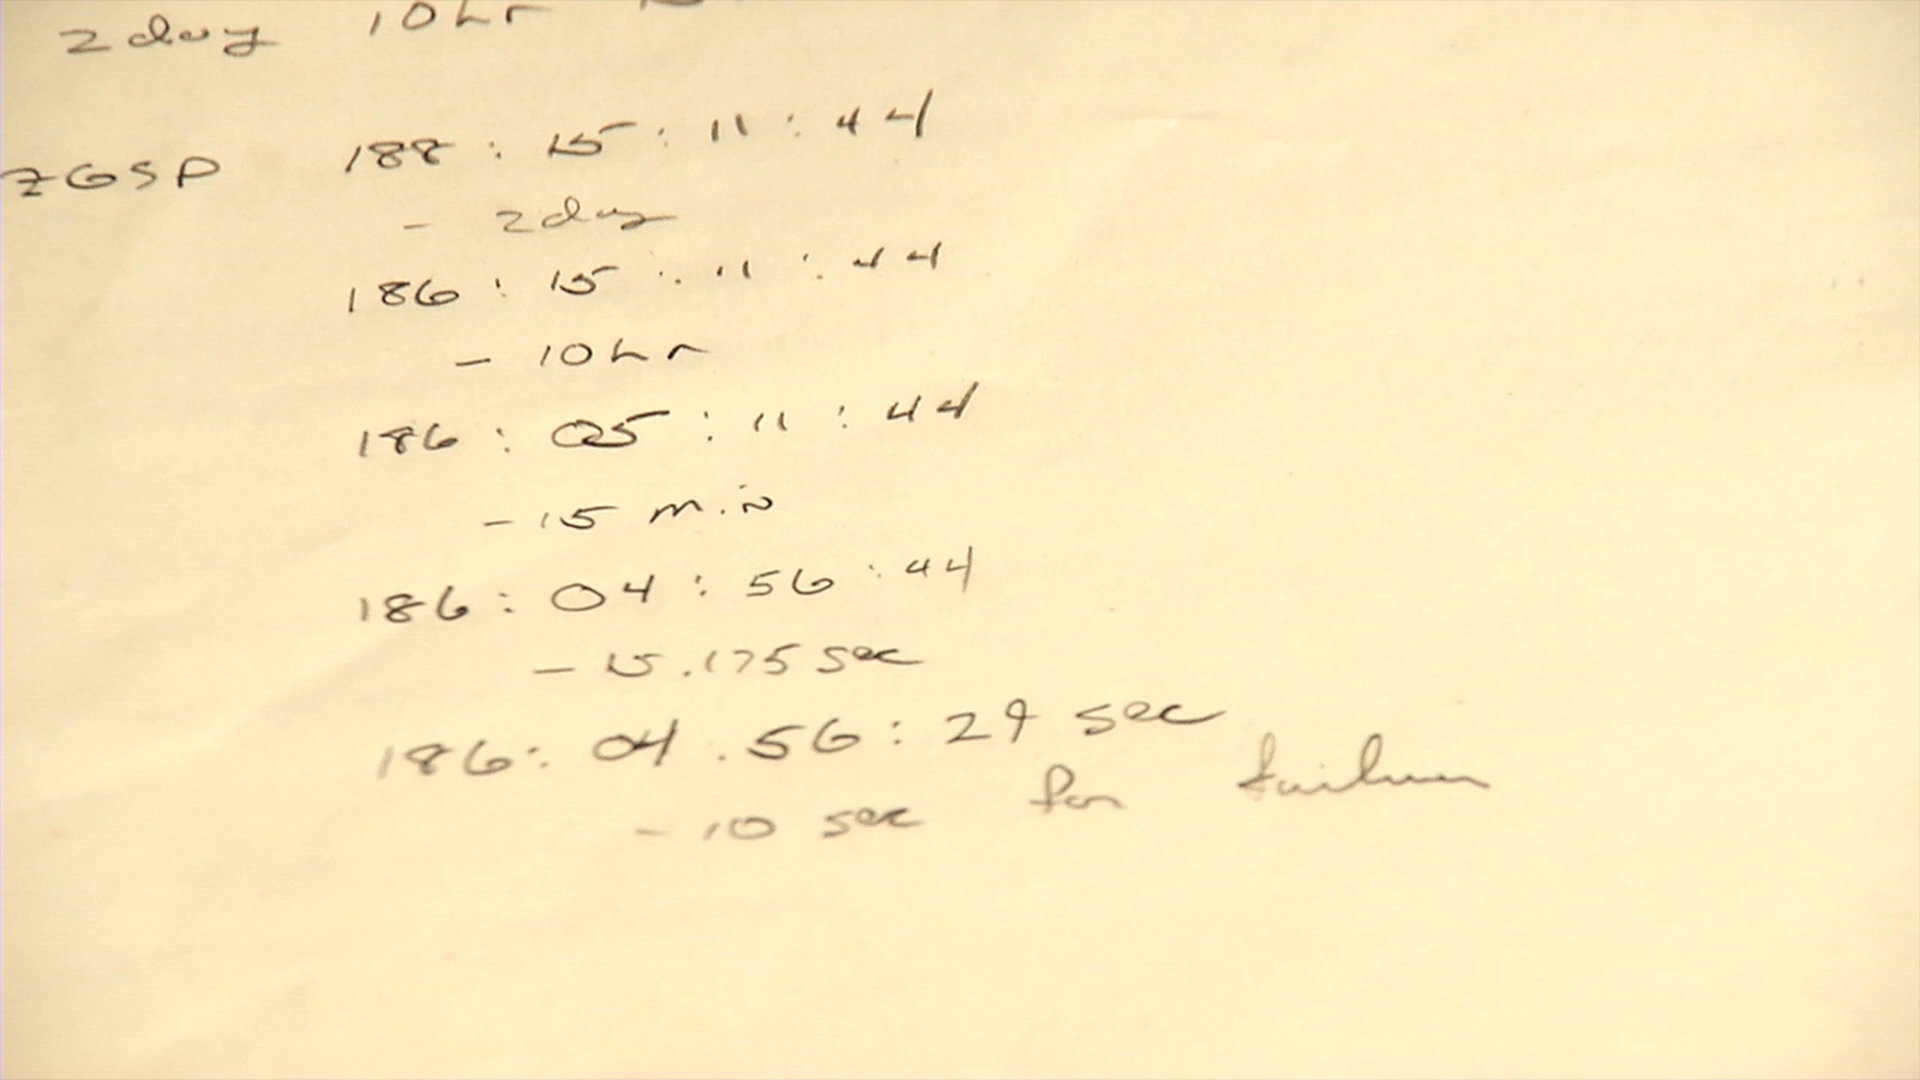 2day 10hr
ZGSP 188 : 15 : 11 : 44
- 2day
186 : 15 : 11 : 44
- 10hr
186 : 05 : 11 : 44
- 15 min
186 : 04 : 56 : 44
- 15.175 sec
186 : 04 . 56 : 29 sec
- 10 sec for failure